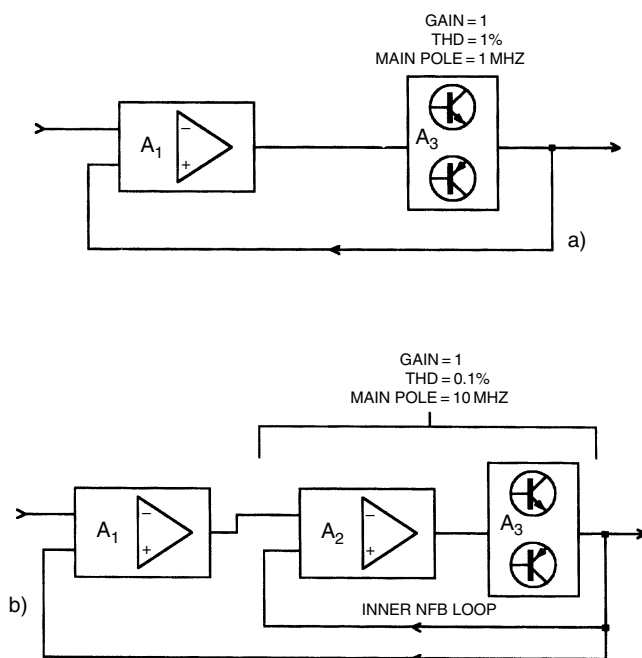 GAIN = 1
THD = 1%
MAIN POLE = 1 MHZ
A1
−
+
A3
a)
GAIN = 1
THD = 0.1%
MAIN POLE = 10 MHZ
A1
−
+
A2
−
+
A3
INNER NFB LOOP
b)